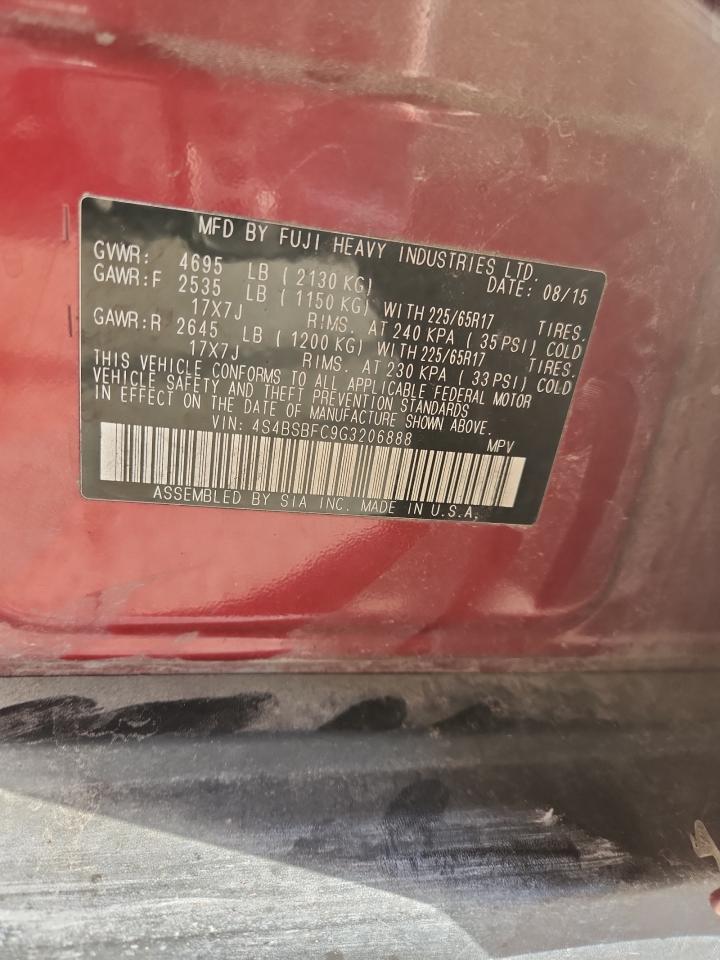 MFD BY FUJI HEAVY INDUSTRIES LTD.
GVWR: 4695 LB ( 2130 KG) DATE: 08/15
GAWR:F 2535 LB ( 1150 KG) WITH 225/65R17 TIRES.
17X7J RIMS. AT 240 KPA ( 35 PSI) COLD
GAWR:R 2645 LB ( 1200 KG) WITH 225/65R17 TIRES.
17X7J RIMS. AT 230 KPA ( 33 PSI) COLD
THIS VEHICLE CONFORMS TO ALL APPLICABLE FEDERAL MOTOR
VEHICLE SAFETY AND THEFT PREVENTION STANDARDS
IN EFFECT ON THE DATE OF MANUFACTURE SHOWN ABOVE.
VIN: 4S4BSBFC9G3206888 MPV
ASSEMBLED BY SIA INC. MADE IN U.S.A.